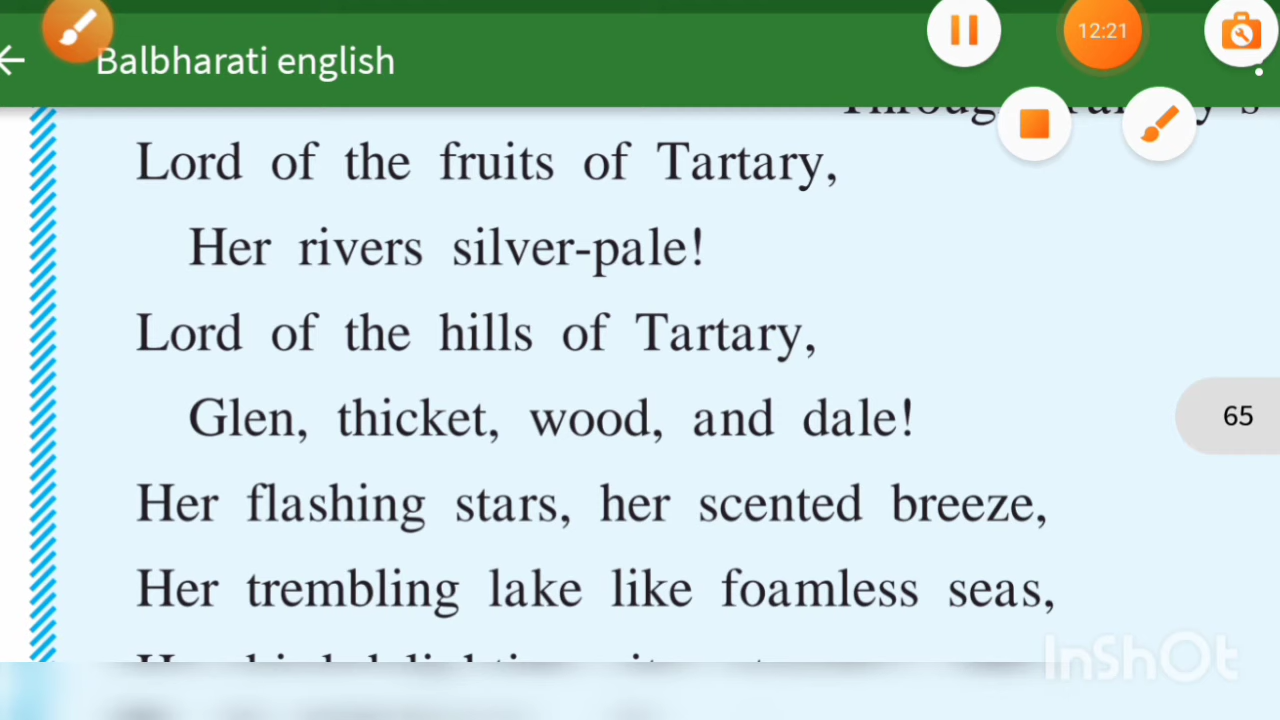 12:21
Balbharati english
Lord of the fruits of Tartary,
Her rivers silver-pale!
Lord of the hills of Tartary,
Glen, thicket, wood, and dale!
65
Her flashing stars, her scented breeze,
Her trembling lake like foamless seas,
InShOt